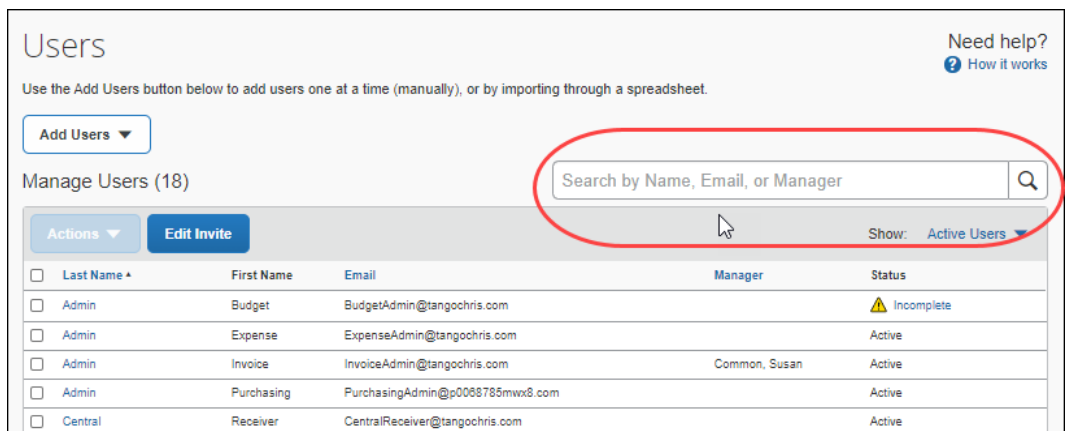 Users
Need help?
How it works
Use the Add Users button below to add users one at a time (manually), or by importing through a spreadsheet.
Add Users
Manage Users (18)
Search by Name, Email, or Manager
Actions
Edit Invite
Show: Active Users
Last Name First Name Email Manager Status
Admin Budget BudgetAdmin@tangochris.com Incomplete
Admin Expense ExpenseAdmin@tangochris.com Active
Admin Invoice InvoiceAdmin@tangochris.com Common, Susan Active
Admin Purchasing PurchasingAdmin@p0068785mwx8.com Active
Central Receiver CentralReceiver@tangochris.com Active